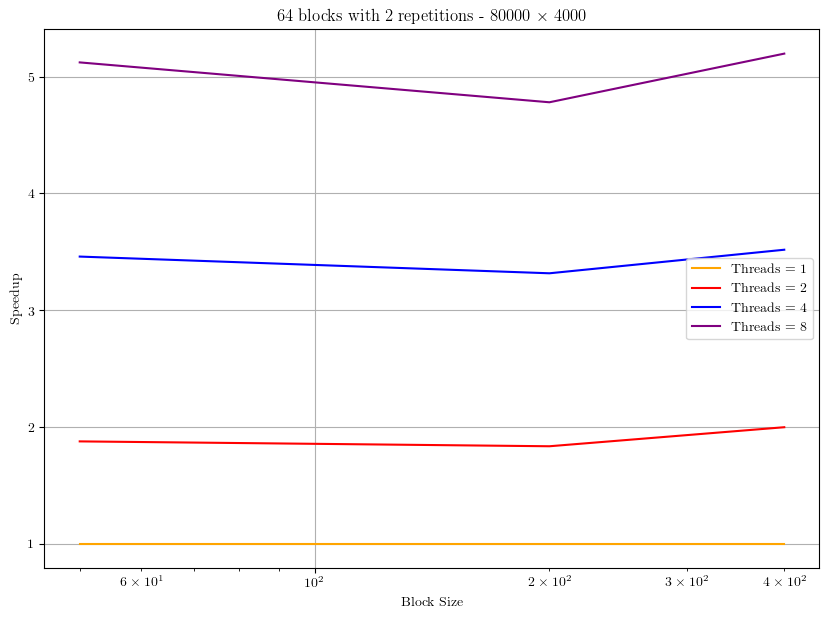 64 blocks with 2 repetitions - 80000 × 4000
Speedup
5
4
3
2
1
Threads = 1
Threads = 2
Threads = 4
Threads = 8
6 × 10¹
10²
2 × 10²
3 × 10²
4 × 10²
Block Size